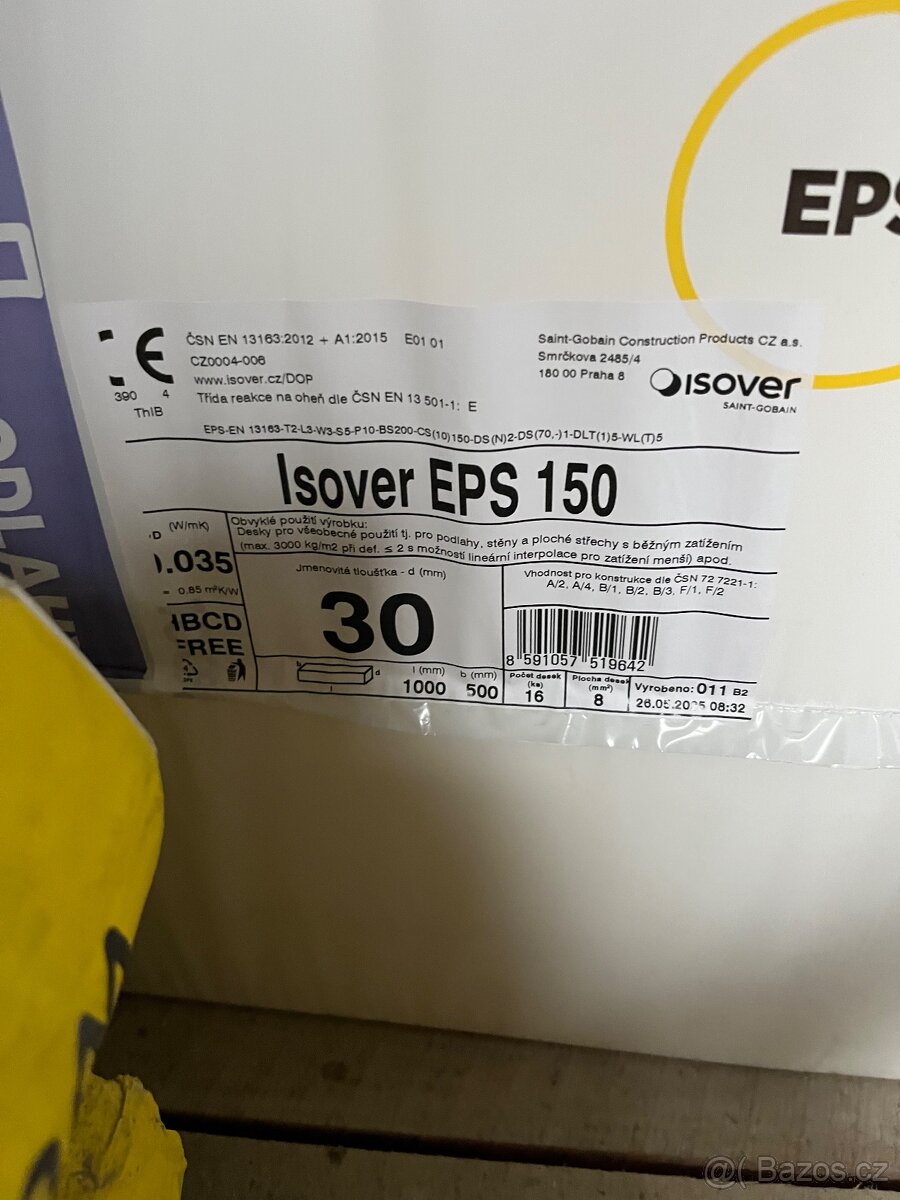 EPS
CE
ČSN EN 13163:2012 + A1:2015 E01 01
CZ0004-006
www.isover.cz/DOP
Třída reakce na oheň dle ČSN EN 13 501-1: E
390 4
ThIB
Saint-Gobain Construction Products CZ a.s.
Smrčkova 2485/4
180 00 Praha 8
isover
SAINT-GOBAIN
EPS-EN 13163-T2-L3-W3-S5-P10-BS200-CS(10)150-DS(N)2-DS(70,-)1-DLT(1)5-WL(T)5
Isover EPS 150
D (W/mK)
.035
= 0.85 m²K/W
HBCD
FREE
Obvyklé použití výrobku:
Desky pro všeobecné použití tj. pro podlahy, stěny a ploché střechy s běžným zatížením
(max. 3000 kg/m2 při def. ≤ 2 s možností lineární interpolace pro zatížení menší) apod.
Jmenovitá tloušťka - d (mm)
30
b d
l
l (mm) b (mm)
1000 500
Vhodnost pro konstrukce dle ČSN 72 7221-1:
A/2, A/4, B/1, B/2, B/3, F/1, F/2
8 591057 519642
Počet desek
(ks)
16
Plocha desek
(mm²)
8
Vyrobeno: 011 B2
26.05.2025 08:32
@( Bazos.cz